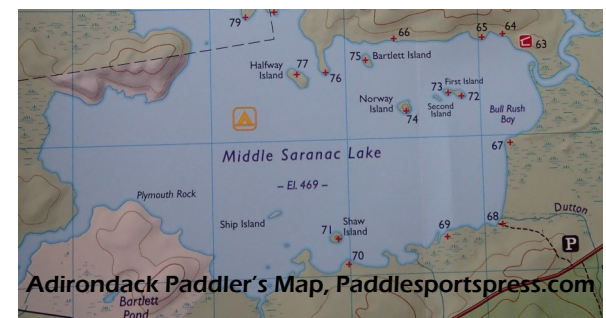 79
66
65
64
63
75
Bartlett Island
Halfway
Island
77
76
73
First Island
72
Norway
Island
74
Second
Island
Bull Rush
Bay
67
Middle Saranac Lake
– El. 469 –
Plymouth Rock
Ship Island
71
Shaw
Island
70
69
68
Dutton
P
Adirondack Paddler's Map, Paddlesportspress.com
Bartlett
Pond